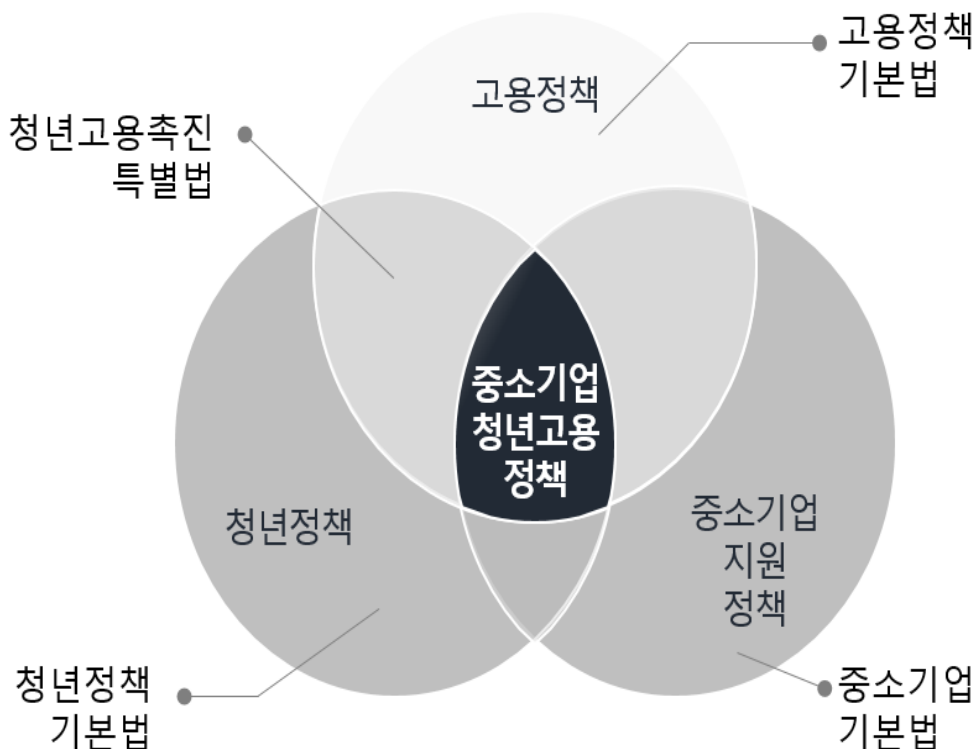 고용정책
기본법
고용정책
청년고용촉진
특별법
중소기업
청년고용
정책
청년정책
중소기업
지원
정책
청년정책
기본법
중소기업
기본법